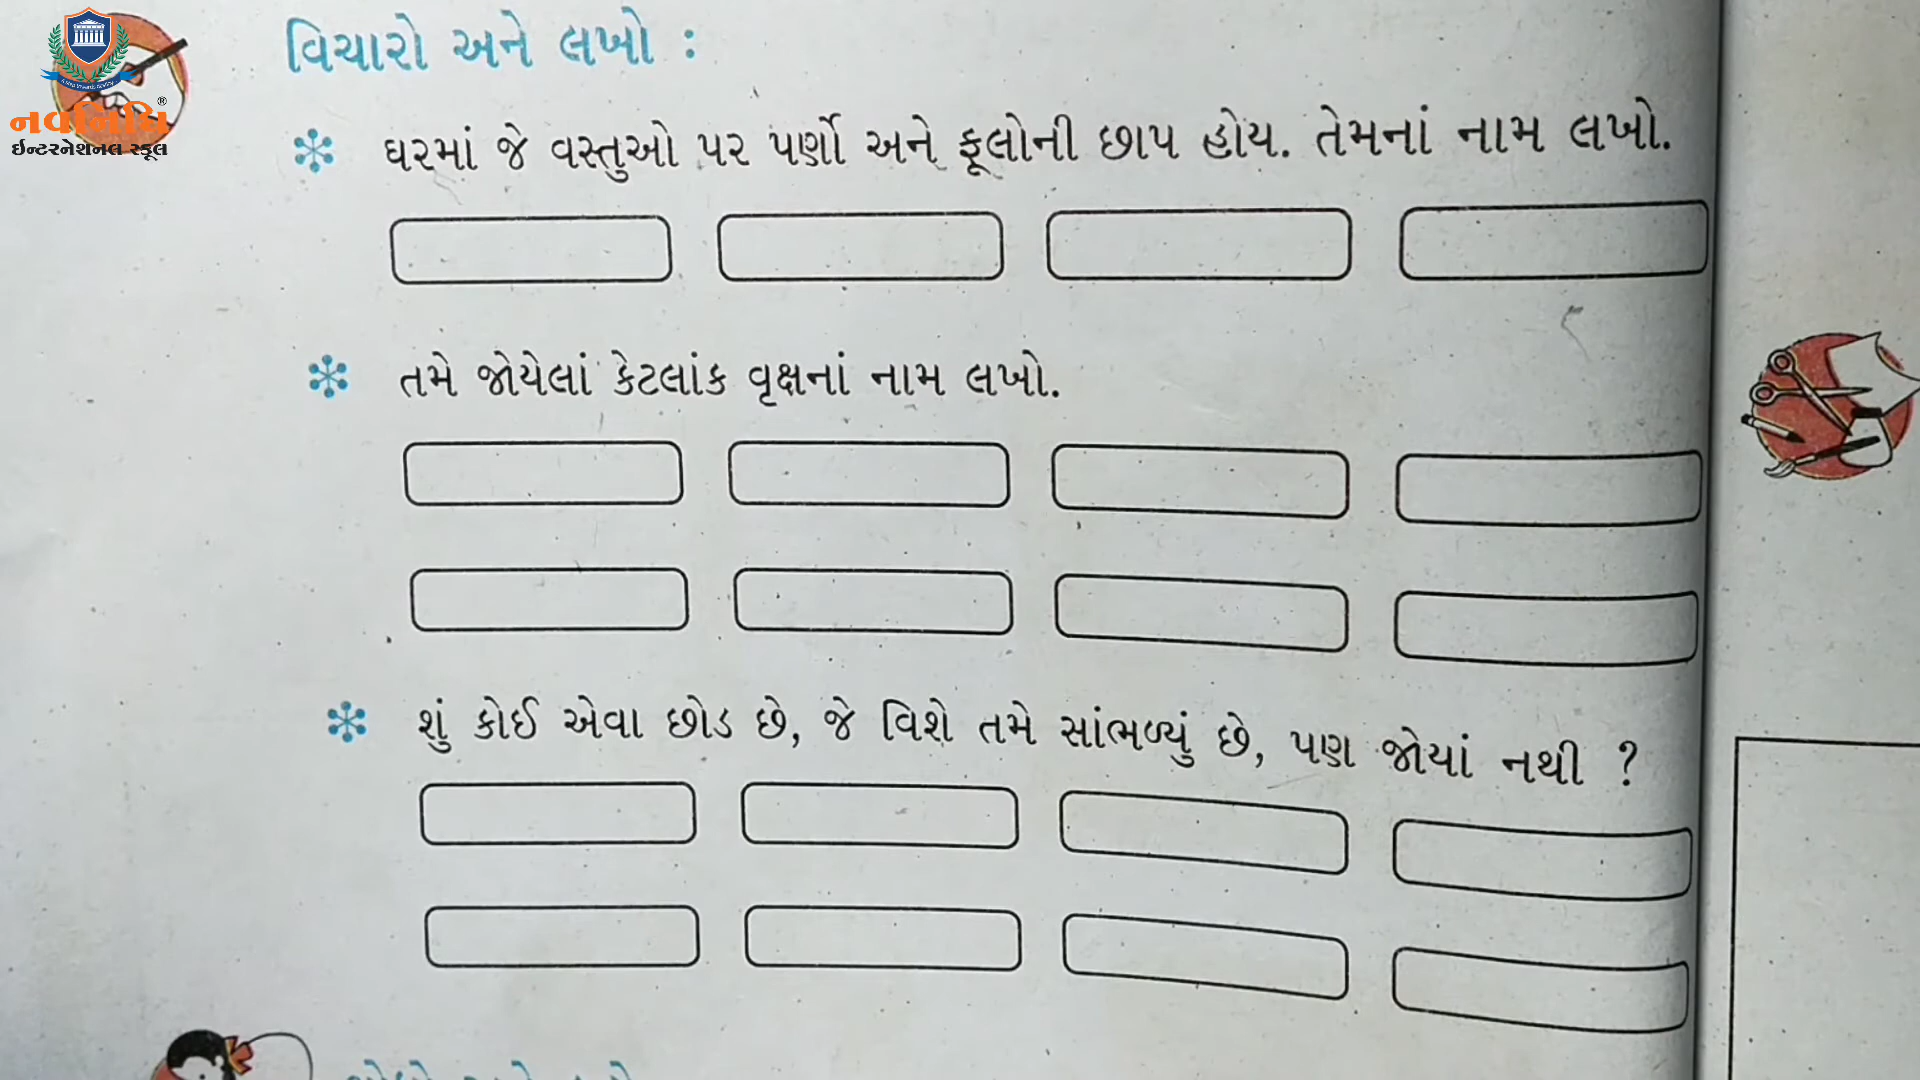 નવનિધિ®
ઈન્ટરનેશનલ સ્કૂલ
વિચારો અને લખો :
ઘરમાં જે વસ્તુઓ પર પર્ણો અને ફૂલોની છાપ હોય. તેમનાં નામ લખો.
તમે જોયેલાં કેટલાંક વૃક્ષનાં નામ લખો.
શું કોઈ એવા છોડ છે, જે વિશે તમે સાંભળ્યું છે, પણ જોયાં નથી ?